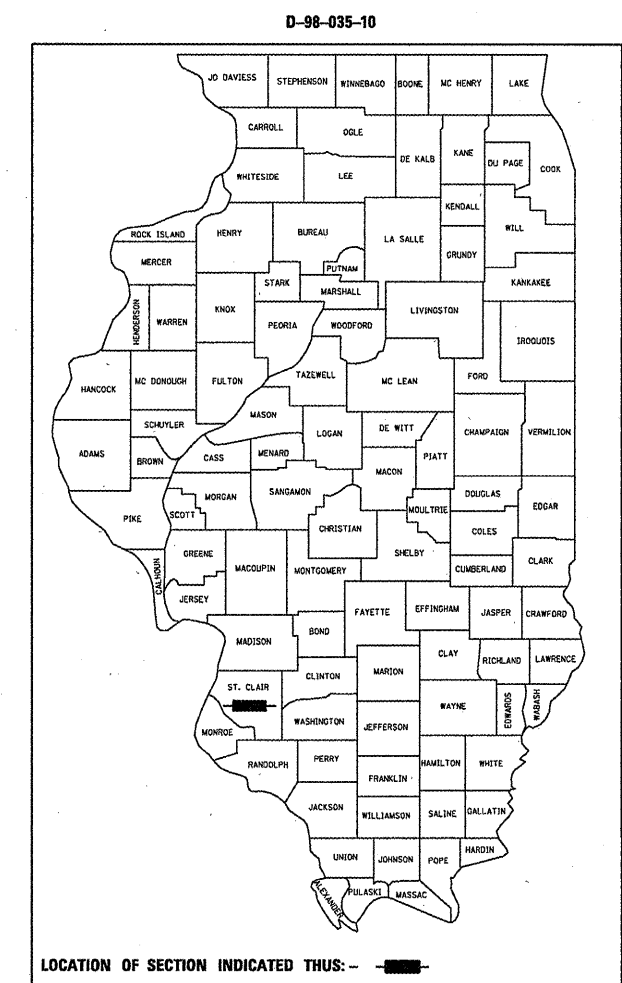 D-98-035-10
JO DAVIESS STEPHENSON WINNEBAGO BOONE MC HENRY LAKE
CARROLL OGLE
DE KALB KANE DU PAGE COOK
WHITESIDE LEE
KENDALL
ROCK ISLAND HENRY BUREAU LA SALLE WILL
MERCER PUTNAM GRUNDY
STARK MARSHALL KANKAKEE
HENDERSON WARREN KNOX PEORIA WOODFORD LIVINGSTON IROQUOIS
HANCOCK MC DONOUGH FULTON TAZEWELL MC LEAN FORD
MASON
SCHUYLER LOGAN DE WITT CHAMPAIGN VERMILION
ADAMS BROWN CASS MENARD MACON PIATT
MORGAN SANGAMON DOUGLAS
PIKE SCOTT CHRISTIAN MOULTRIE EDGAR
COLES
CALHOUN GREENE MACOUPIN MONTGOMERY SHELBY CUMBERLAND CLARK
JERSEY FAYETTE EFFINGHAM JASPER CRAWFORD
MADISON BOND
CLAY RICHLAND LAWRENCE
ST. CLAIR CLINTON MARION
WAYNE EDWARDS WABASH
MONROE WASHINGTON JEFFERSON
RANDOLPH PERRY HAMILTON WHITE
FRANKLIN
JACKSON WILLIAMSON SALINE GALLATIN
UNION JOHNSON POPE HARDIN
ALEXANDER PULASKI MASSAC
LOCATION OF SECTION INDICATED THUS: -